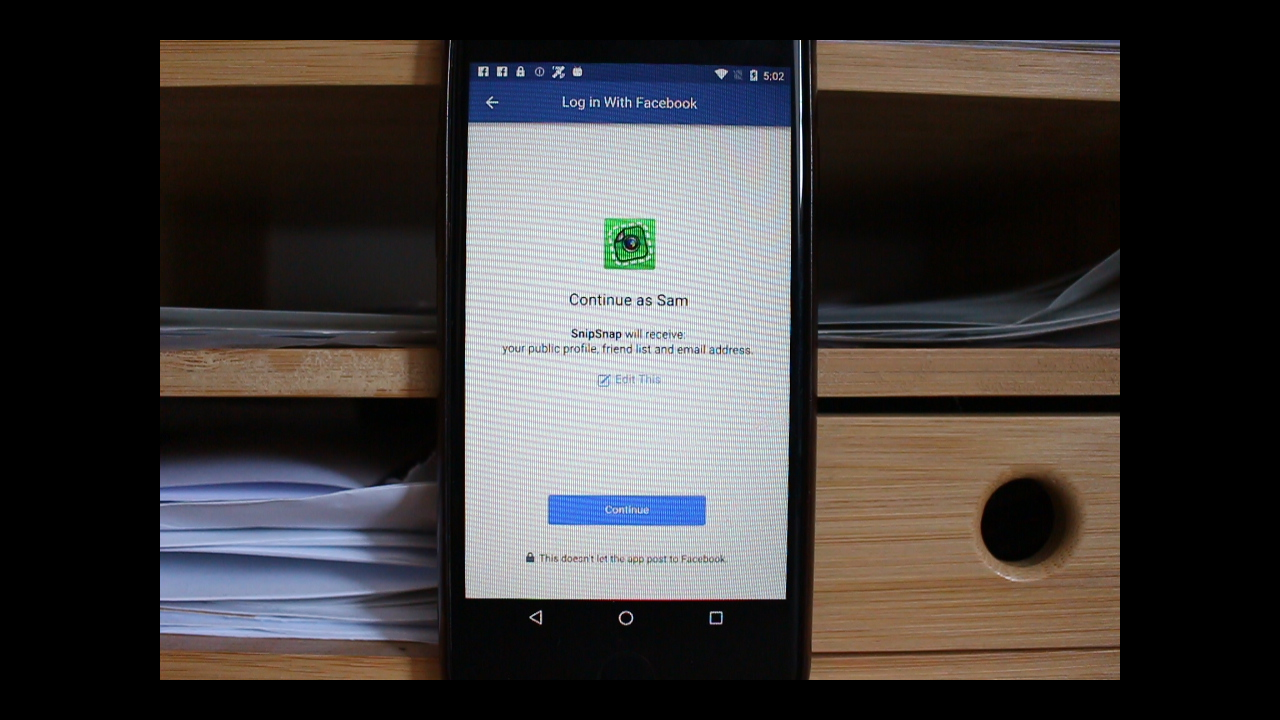 5:02
Log in With Facebook
Continue as Sam
SnipSnap will receive:
your public profile, friend list and email address.
Edit This
Continue
This doesn't let the app post to Facebook.